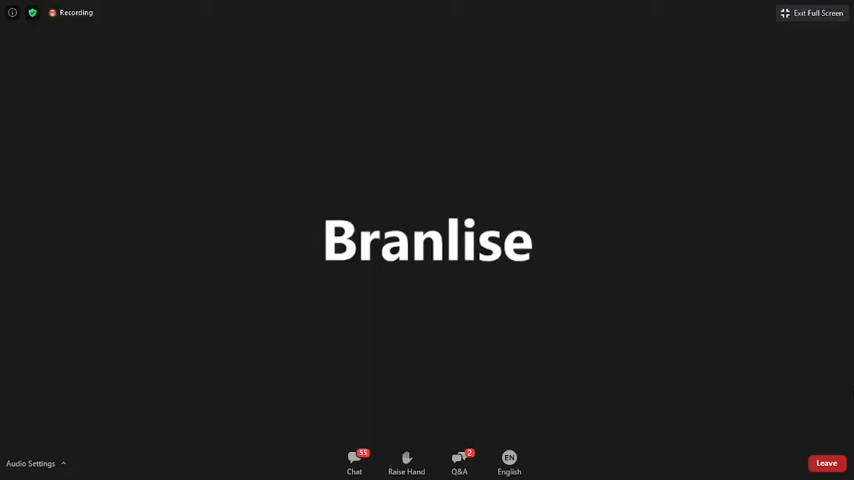 Recording
Exit Full Screen
Branlise
Audio Settings
55
Chat
Raise Hand
2
Q&A
EN
English
Leave